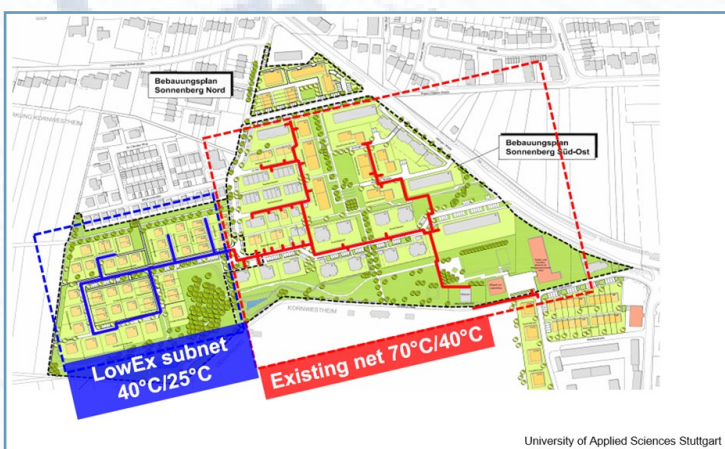 Bebauungsplan
Sonnenberg Nord
Bebauungsplan
Sonnenberg Süd-Ost
KORNWESTHEIM
LowEx subnet
40°C/25°C
Existing net 70°C/40°C
University of Applied Sciences Stuttgart